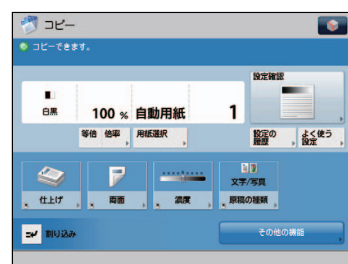 コピー
コピーできます。
設定確認
白黒
100 % 自動用紙 1
等倍 倍率 用紙選択
設定の履歴 よく使う設定
文字/写真
仕上げ 両面 濃度 原稿の種類
割り込み
その他の機能